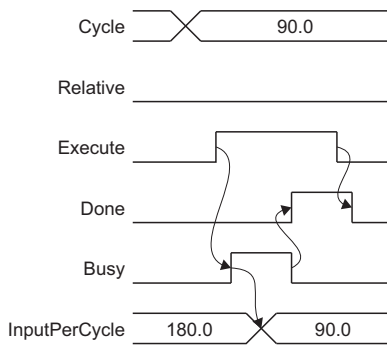 Cycle 90.0
Relative
Execute
Done
Busy
InputPerCycle 180.0 90.0